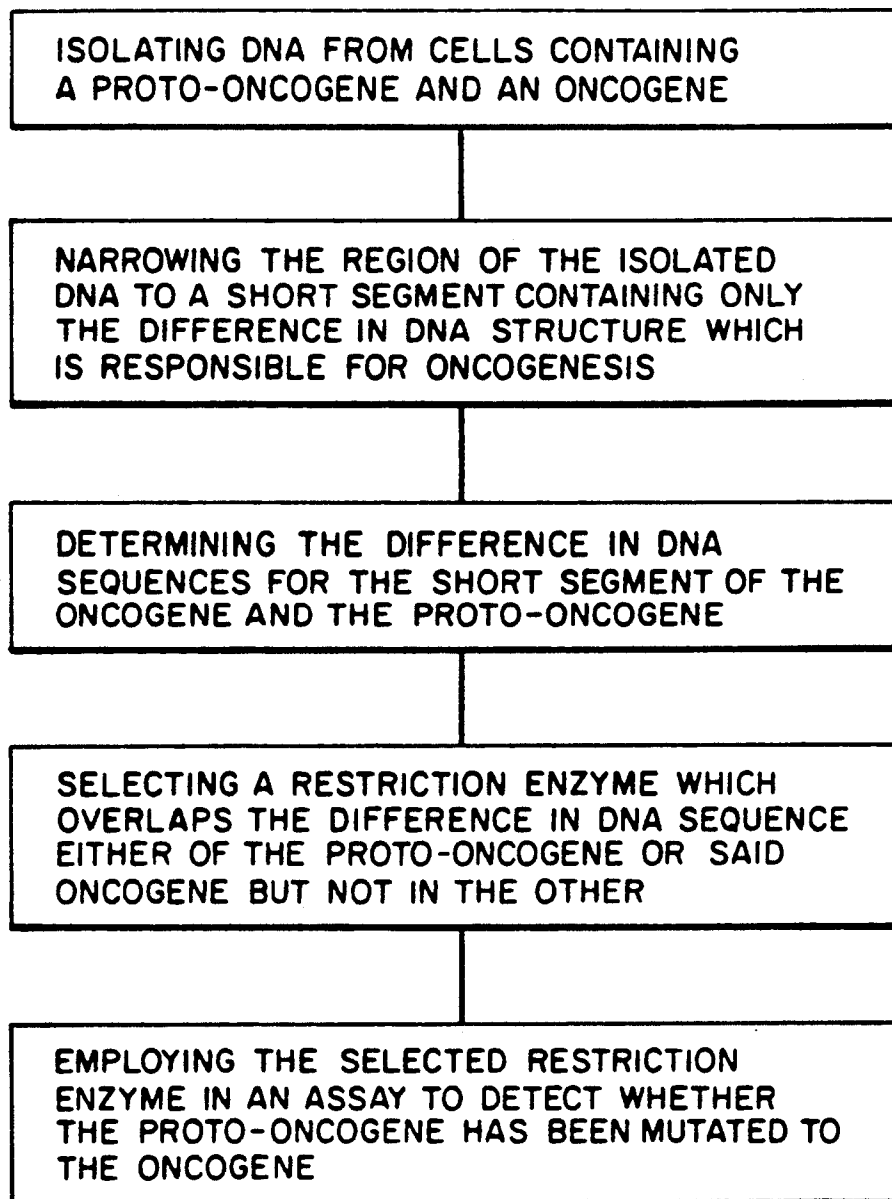 ISOLATING DNA FROM CELLS CONTAINING
A PROTO-ONCOGENE AND AN ONCOGENE
NARROWING THE REGION OF THE ISOLATED
DNA TO A SHORT SEGMENT CONTAINING ONLY
THE DIFFERENCE IN DNA STRUCTURE WHICH
IS RESPONSIBLE FOR ONCOGENESIS
DETERMINING THE DIFFERENCE IN DNA
SEQUENCES FOR THE SHORT SEGMENT OF THE
ONCOGENE AND THE PROTO-ONCOGENE
SELECTING A RESTRICTION ENZYME WHICH
OVERLAPS THE DIFFERENCE IN DNA SEQUENCE
EITHER OF THE PROTO-ONCOGENE OR SAID
ONCOGENE BUT NOT IN THE OTHER
EMPLOYING THE SELECTED RESTRICTION
ENZYME IN AN ASSAY TO DETECT WHETHER
THE PROTO-ONCOGENE HAS BEEN MUTATED TO
THE ONCOGENE